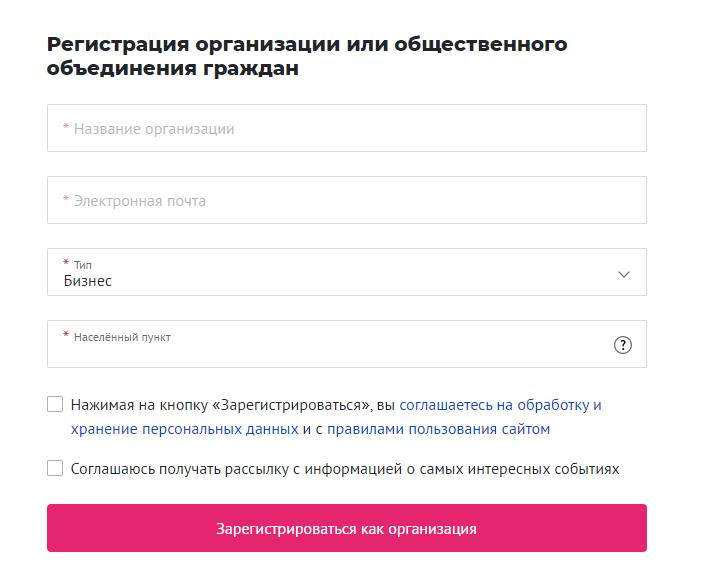 Регистрация организации или общественного
объединения граждан
* Название организации
* Электронная почта
* Тип
Бизнес
* Населённый пункт
?
Нажимая на кнопку «Зарегистрироваться», вы соглашаетесь на обработку и
хранение персональных данных и с правилами пользования сайтом
Соглашаюсь получать рассылку с информацией о самых интересных событиях
Зарегистрироваться как организация